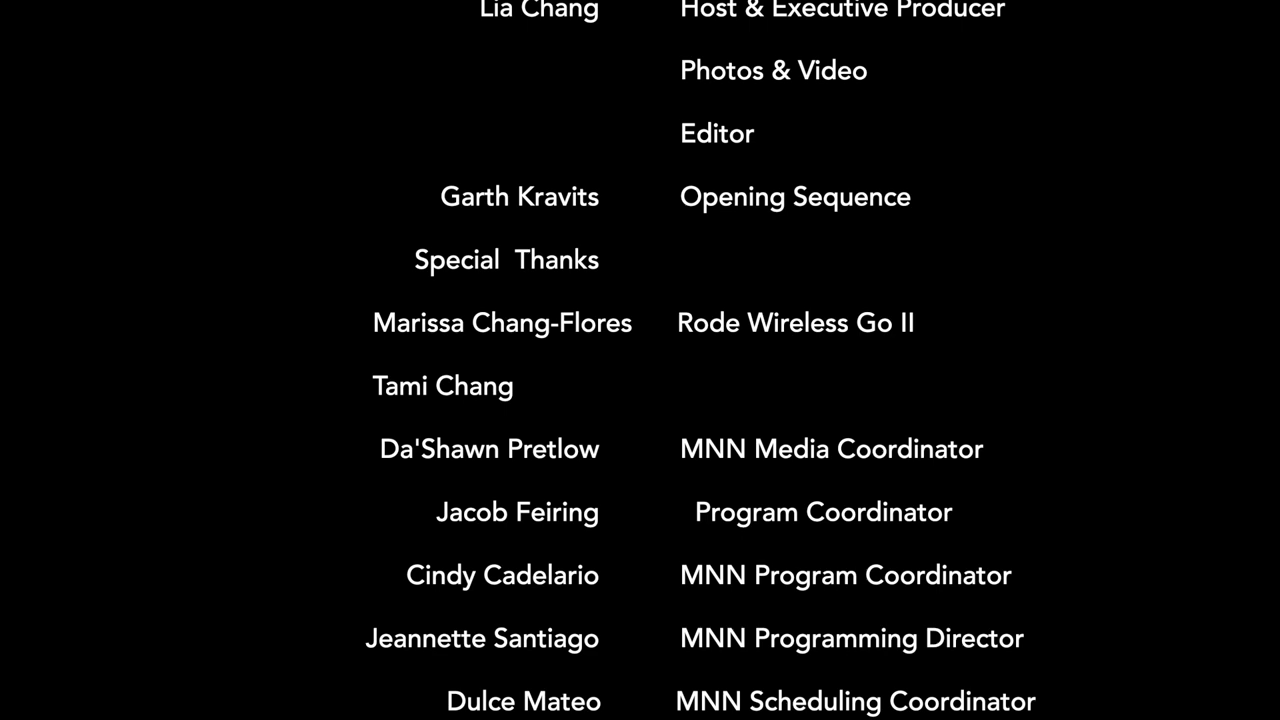 Lia Chang Host & Executive Producer
Photos & Video
Editor
Garth Kravits Opening Sequence
Special Thanks
Marissa Chang-Flores Rode Wireless Go II
Tami Chang
Da'Shawn Pretlow MNN Media Coordinator
Jacob Feiring Program Coordinator
Cindy Cadelario MNN Program Coordinator
Jeannette Santiago MNN Programming Director
Dulce Mateo MNN Scheduling Coordinator